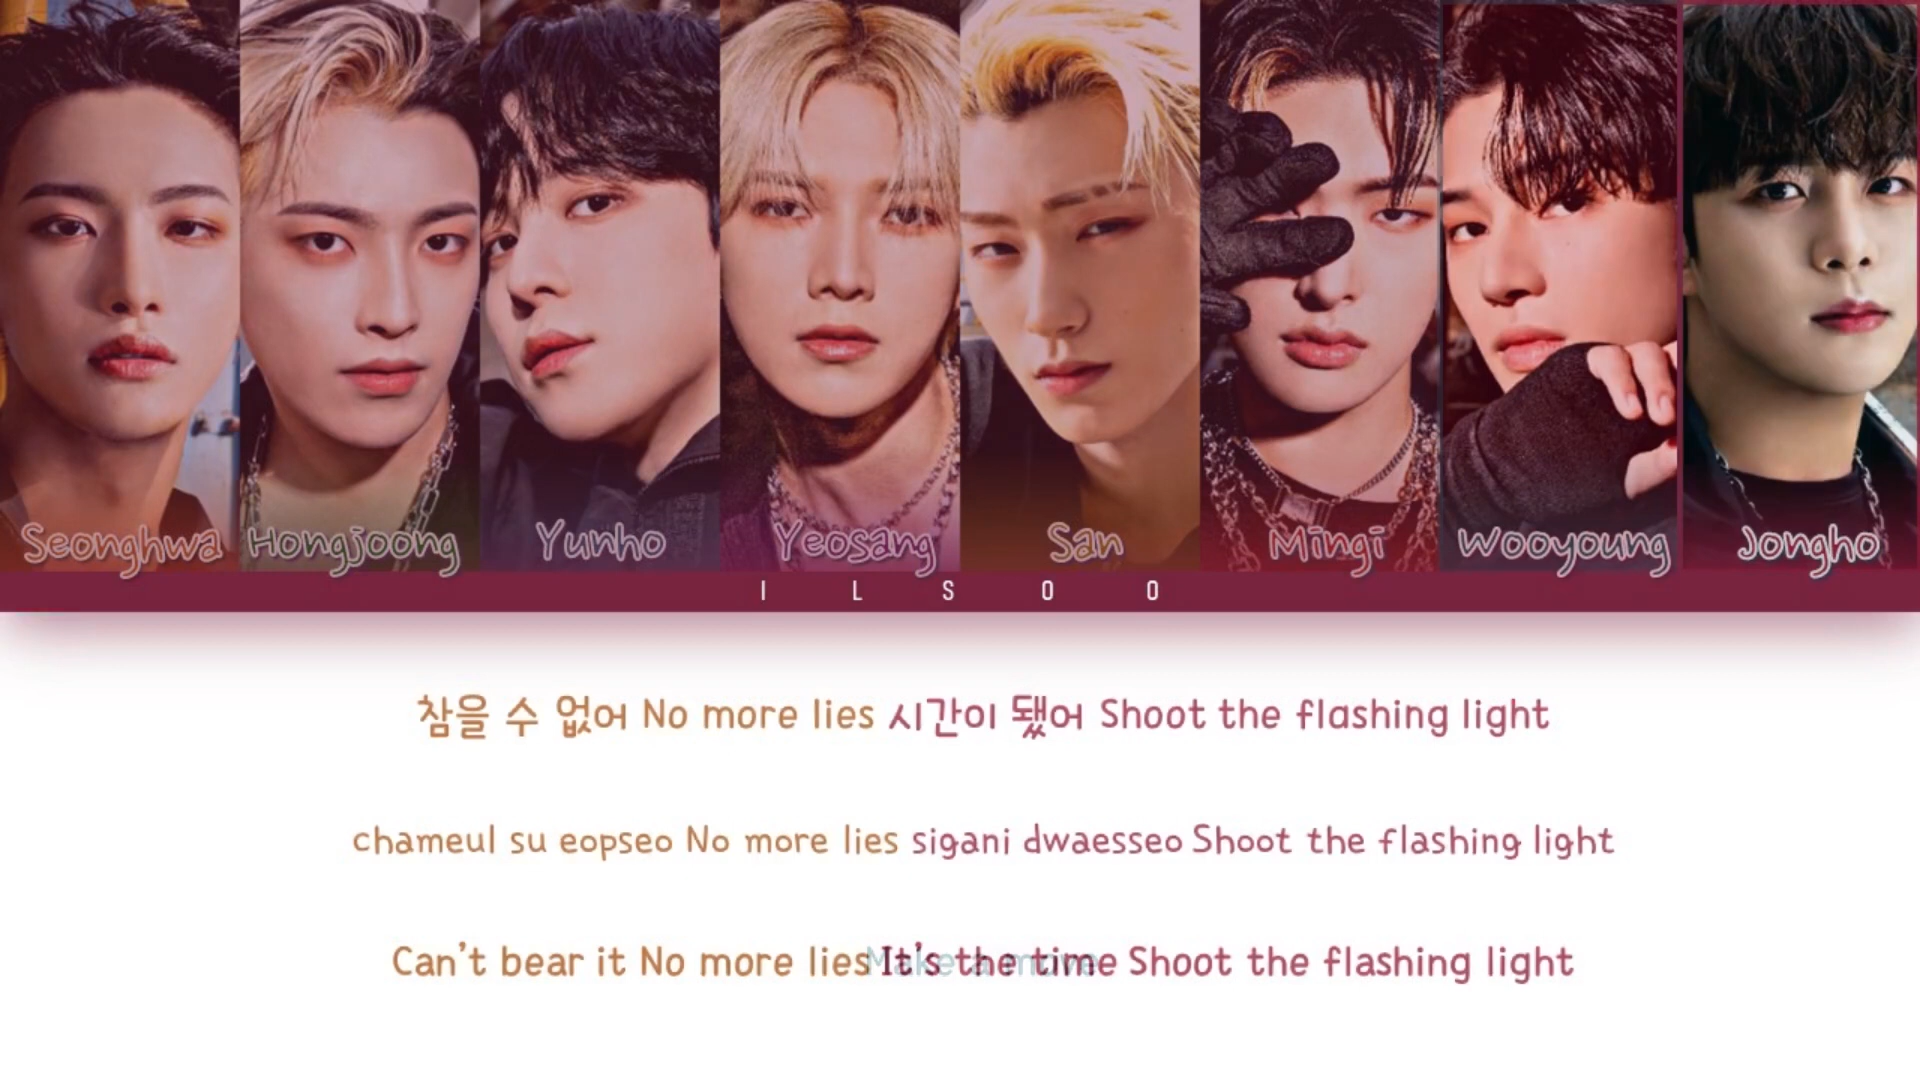 Seonghwa Hongjoong Yunho Yeosang San Mingi Wooyoung Jongho
I L S O O
참을 수 없어 No more lies 시간이 됐어 Shoot the flashing light
chameul su eopseo No more lies sigani dwaesseo Shoot the flashing light
Can't bear it No more lies It's the time Shoot the flashing light
Make a move